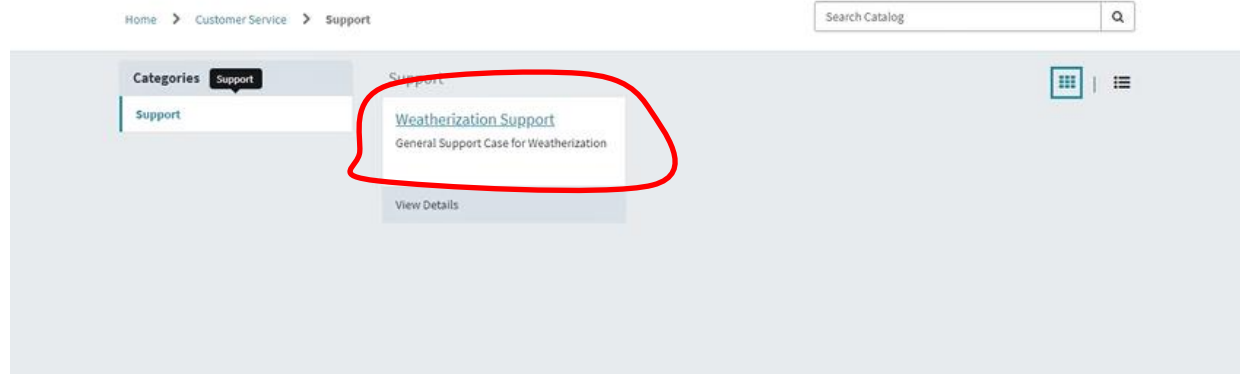 Home > Customer Service > Support
Search Catalog
Categories Support
Support
Support
Weatherization Support
General Support Case for Weatherization
View Details